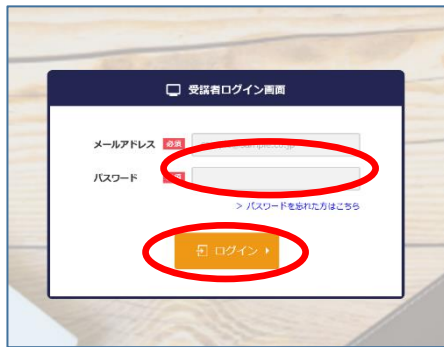 受講者ログイン画面
メールアドレス 必須
パスワード
> パスワードを忘れた方はこちら
ログイン